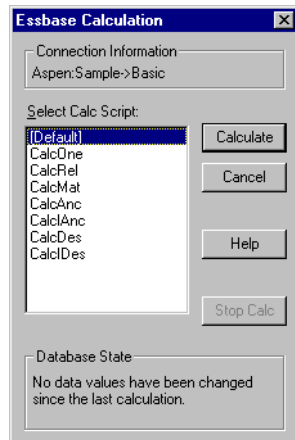 Essbase Calculation
Connection Information
Aspen:Sample->Basic
Select Calc Script:
(Default)
CalcOne
CalcRel
CalcMat
CalcAnc
CalcIAnc
CalcDes
CalcIDes
Calculate
Cancel
Help
Stop Calc
Database State
No data values have been changed
since the last calculation.